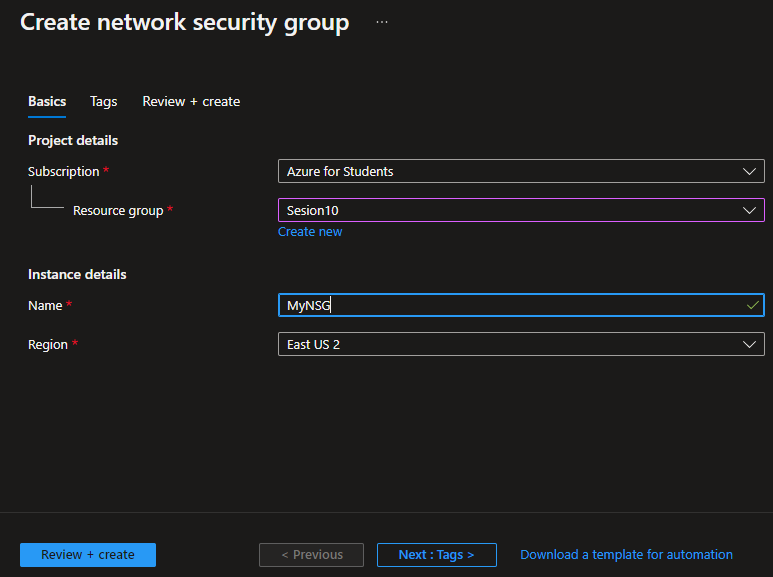 Create network security group ...
Basics Tags Review + create
Project details
Subscription * Azure for Students
Resource group * Sesion10
Create new
Instance details
Name * MyNSG
Region * East US 2
Review + create < Previous Next : Tags > Download a template for automation